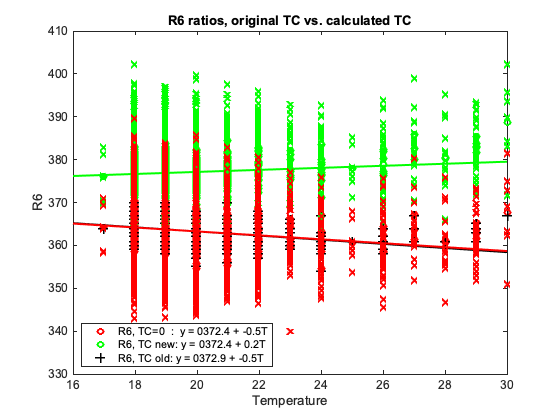 R6 ratios, original TC vs. calculated TC
410
400
390
380
370
360
350
340
330
R6
R6, TC=0 : y = 0372.4 + -0.5T
R6, TC new: y = 0372.4 + 0.2T
R6, TC old: y = 0372.9 + -0.5T
16 18 20 22 24 26 28 30
Temperature